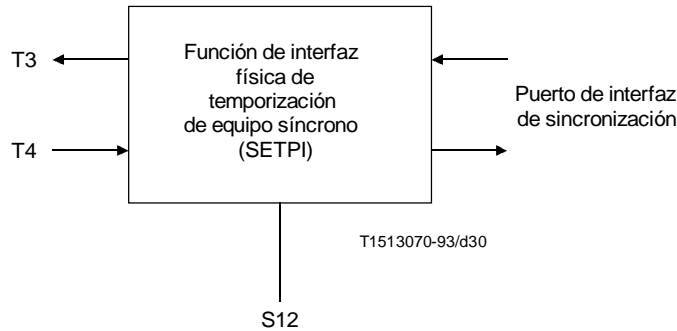 T3
T4
Función de interfaz
física de
temporización
de equipo síncrono
(SETPI)
Puerto de interfaz
de sincronización
T1513070-93/d30
S12